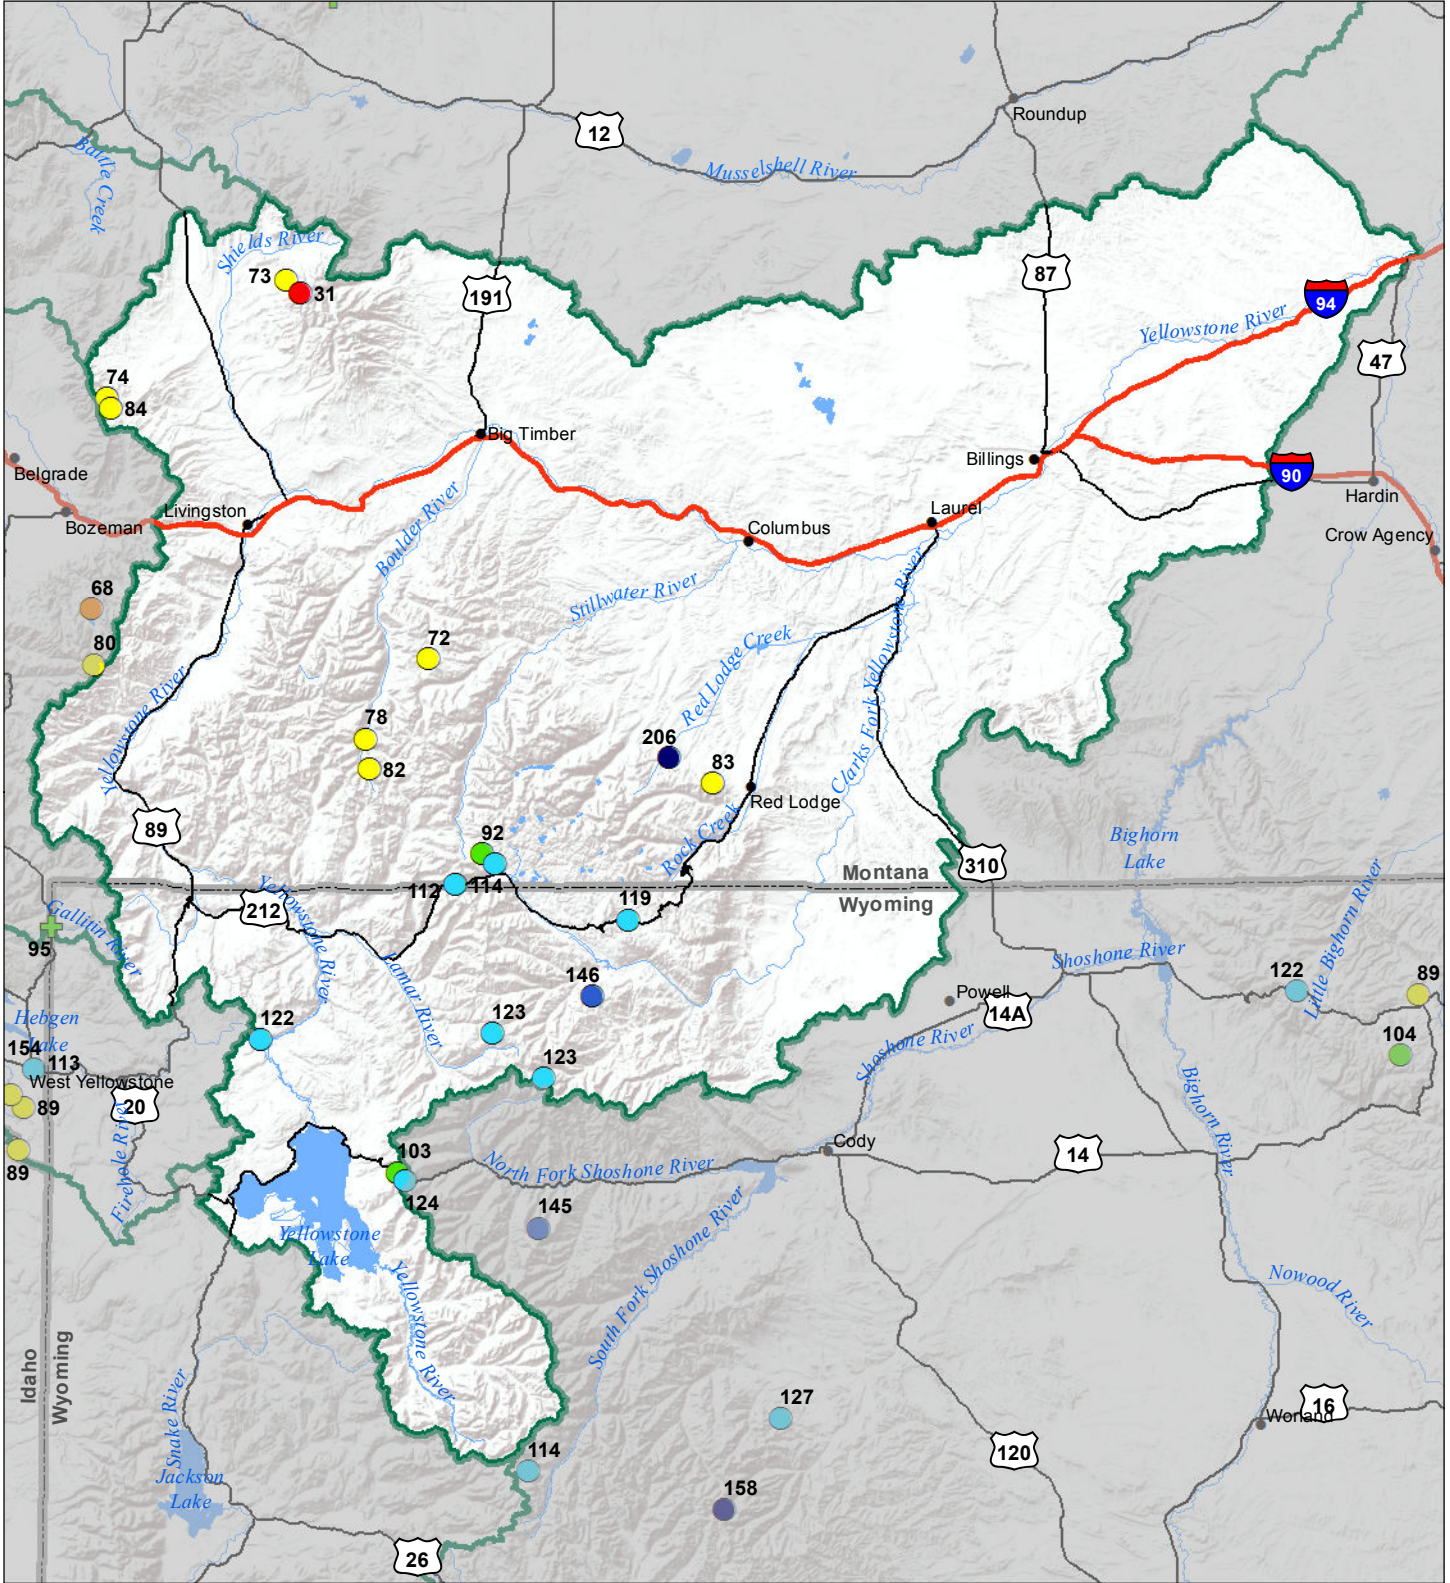 12
Roundup
Battle Creek
Musselshell River
Shields River
73
31
191
87
94
Yellowstone River
47
74
84
Big Timber
Billings
90
Belgrade
Hardin
Livingston
Laurel
Bozeman
Columbus
Crow Agency
Boulder River
Stillwater River
68
80
72
Red Lodge Creek
Clarks Fork Yellowstone River
Yellowstone River
78
82
206
83
Red Lodge
89
92
Rock Creek
Bighorn
Lake
310
Montana
Wyoming
112
114
119
212
Yellowstone River
Gallitin River
95
Lamar River
Shoshone River
Little Bighorn River
146
122
89
Powell
14A
104
Hebgen
Lake
154
113
122
123
123
Shoshone River
West Yellowstone
89
20
Firehole River
Bighorn River
89
103
124
North Fork Shoshone River
Cody
14
145
Yellowstone
Lake
Yellowstone River
South Fork Shoshone River
Nowood River
Idaho
Wyoming
Snake River
127
16
Worland
120
114
Jackson
Lake
158
26